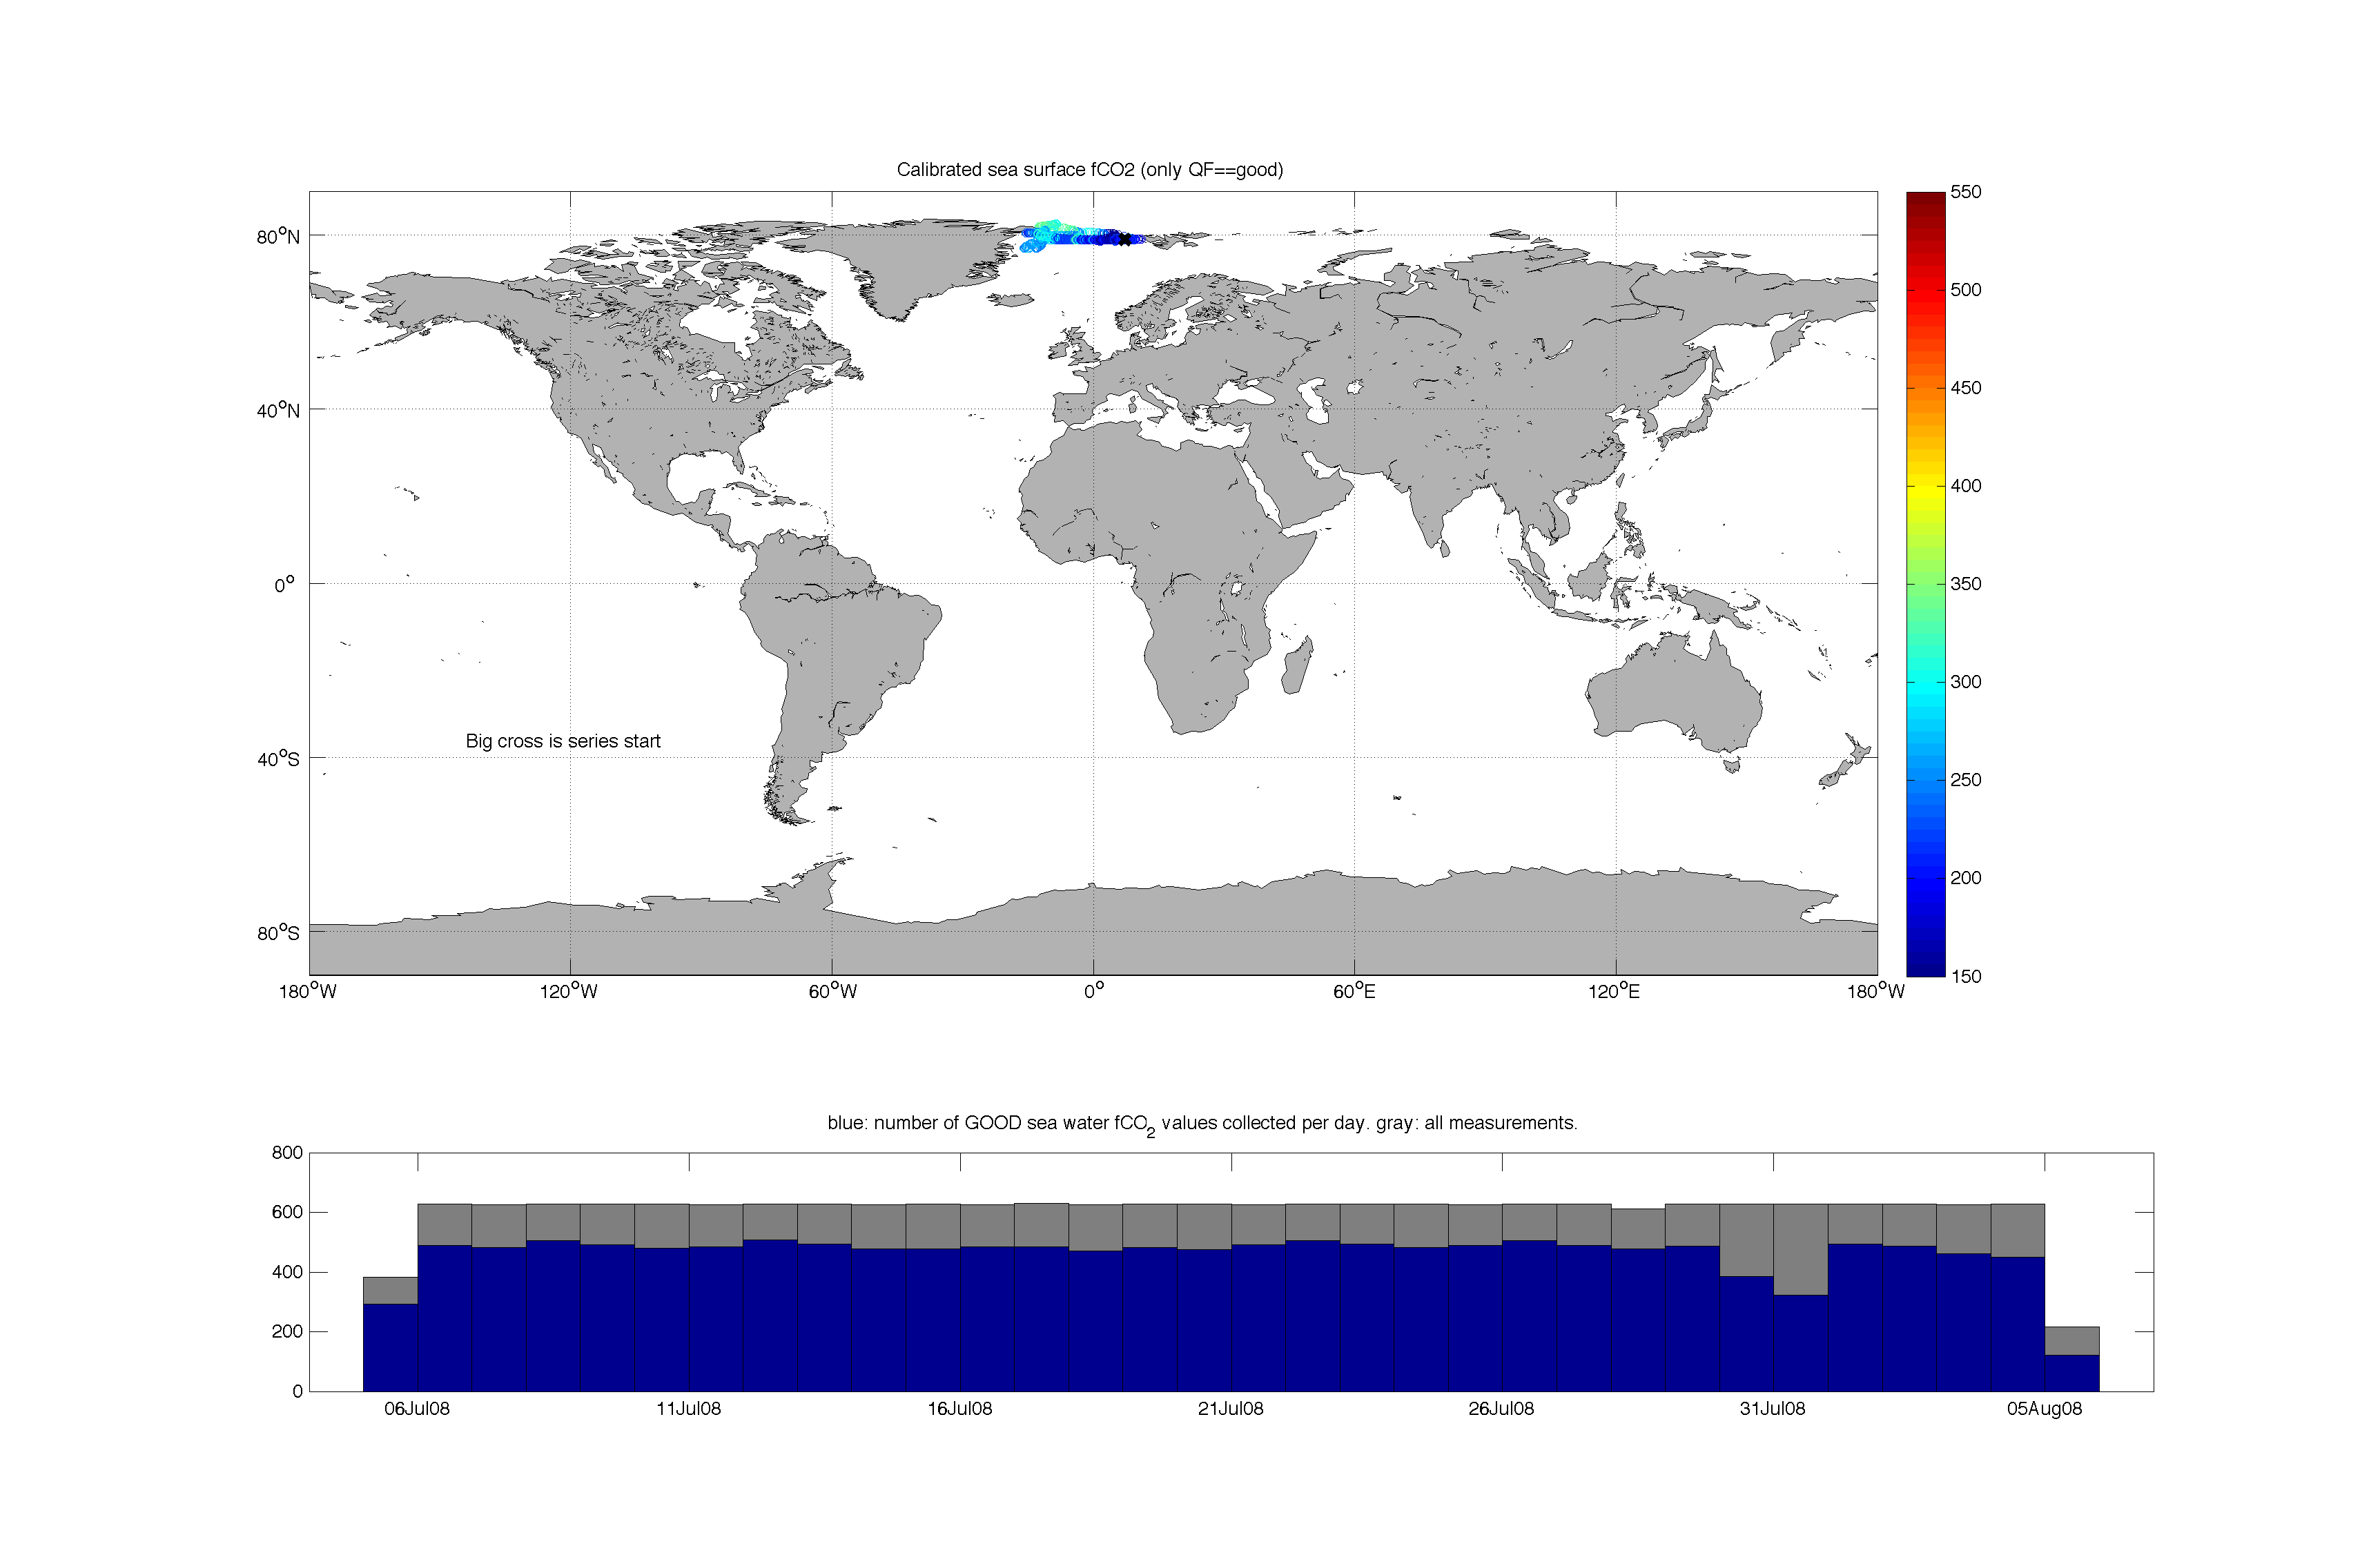 Calibrated sea surface fCO2 (only QF==good)
80°N
40°N
0°
40°S
80°S
180°W 120°W 60°W 0° 60°E 120°E 180°W
Big cross is series start
550
500
450
400
350
300
250
200
150
blue: number of GOOD sea water fCO₂ values collected per day. gray: all measurements.
800
600
400
200
0
06Jul08 11Jul08 16Jul08 21Jul08 26Jul08 31Jul08 05Aug08